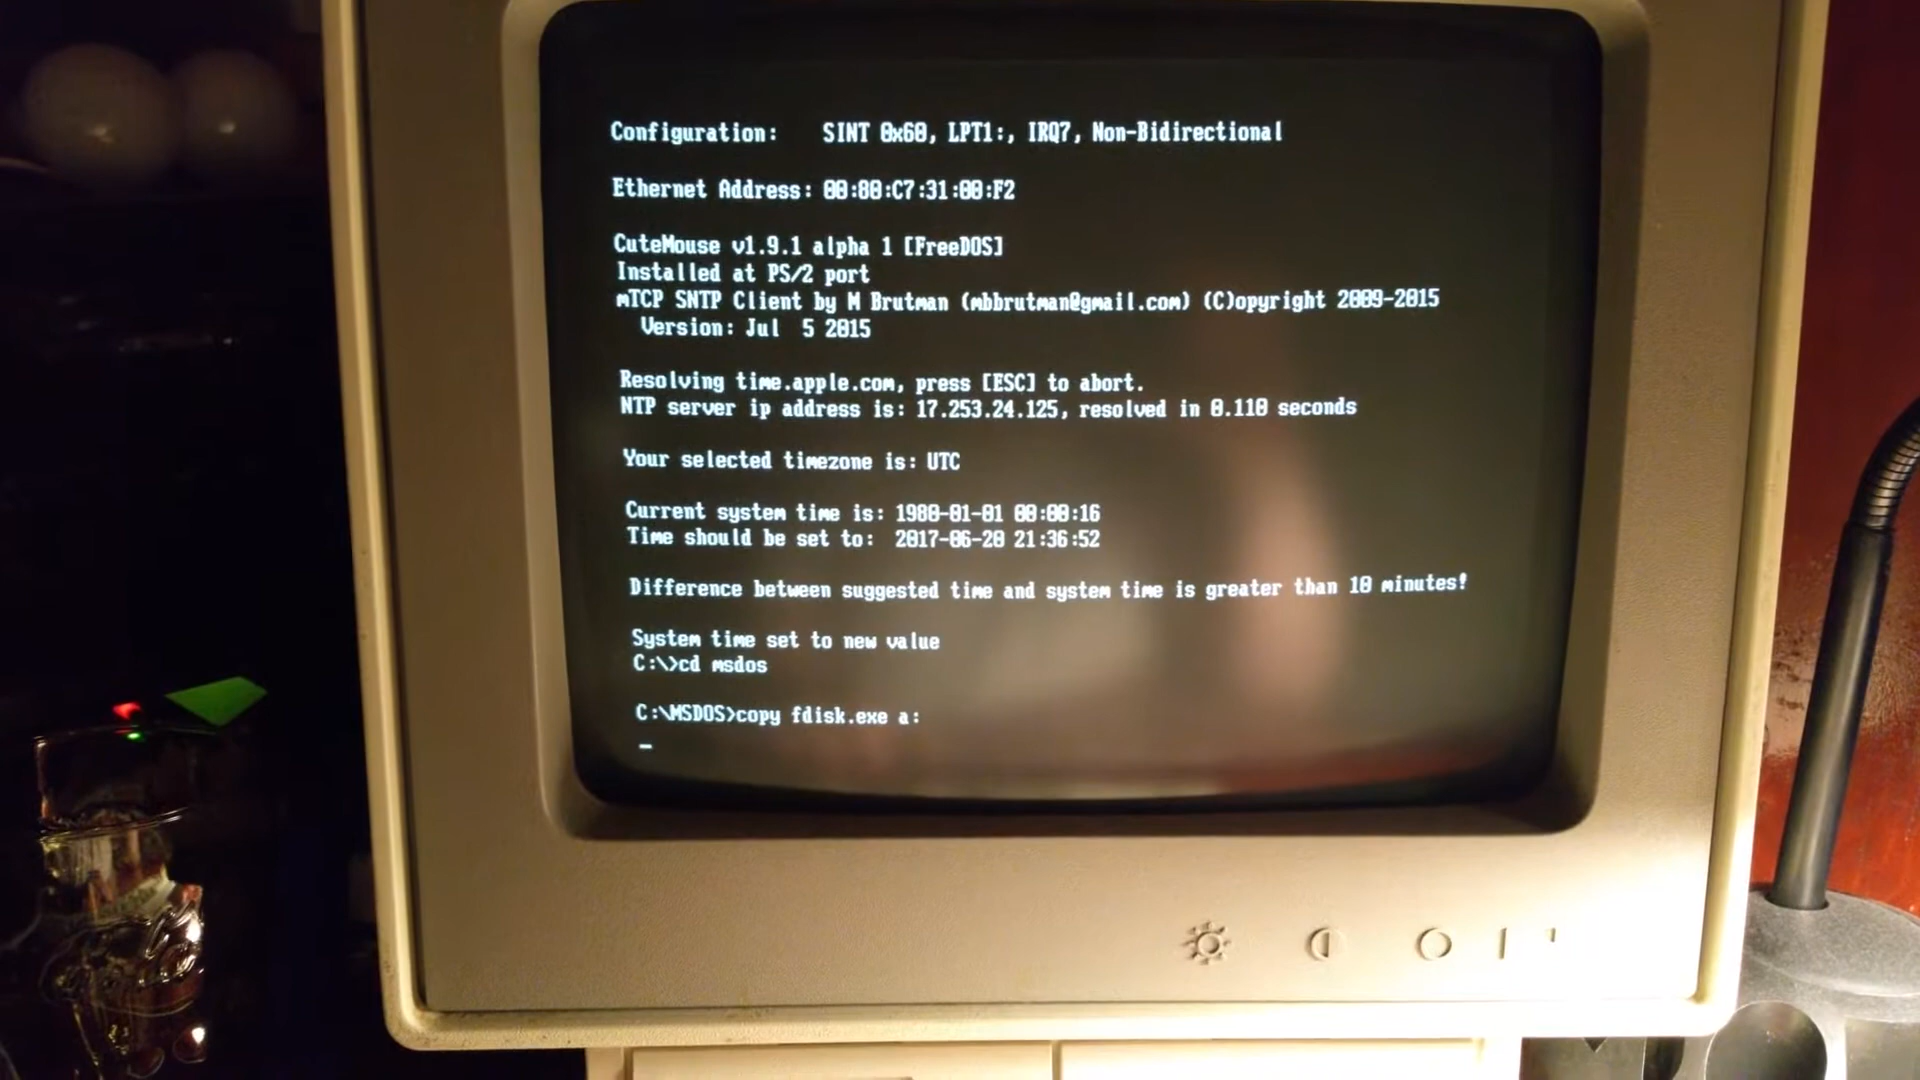 Configuration:    SINT 0x60, LPT1:, IRQ7, Non-Bidirectional
Ethernet Address: 00:80:C7:31:00:F2
CuteMouse v1.9.1 alpha 1 [FreeDOS]
Installed at PS/2 port
mTCP SNTP Client by M Brutman (mbbrutman@gmail.com) (C)opyright 2009-2015
  Version: Jul  5 2015
Resolving time.apple.com, press [ESC] to abort.
NTP server ip address is: 17.253.24.125, resolved in 0.110 seconds
Your selected timezone is: UTC
Current system time is: 1980-01-01 00:00:16
Time should be set to:  2017-06-20 21:36:52
Difference between suggested time and system time is greater than 10 minutes!
System time set to new value
C:\>cd msdos
C:\MSDOS>copy fdisk.exe a:
_